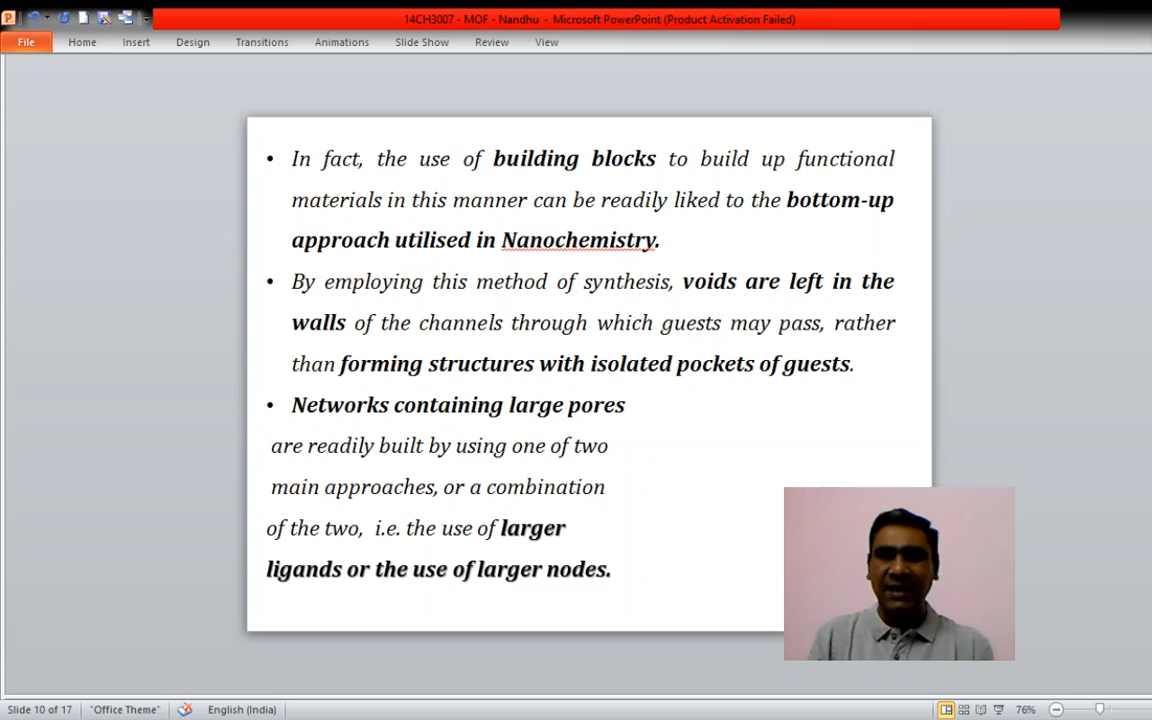 14CH3007 - MOF - Nandhu - Microsoft PowerPoint (Product Activation Failed)
File Home Insert Design Transitions Animations Slide Show Review View
• In fact, the use of building blocks to build up functional
materials in this manner can be readily liked to the bottom-up
approach utilised in Nanochemistry.
• By employing this method of synthesis, voids are left in the
walls of the channels through which guests may pass, rather
than forming structures with isolated pockets of guests.
• Networks containing large pores
are readily built by using one of two
main approaches, or a combination
of the two, i.e. the use of larger
ligands or the use of larger nodes.
Slide 10 of 17 "Office Theme" English (India) 76%